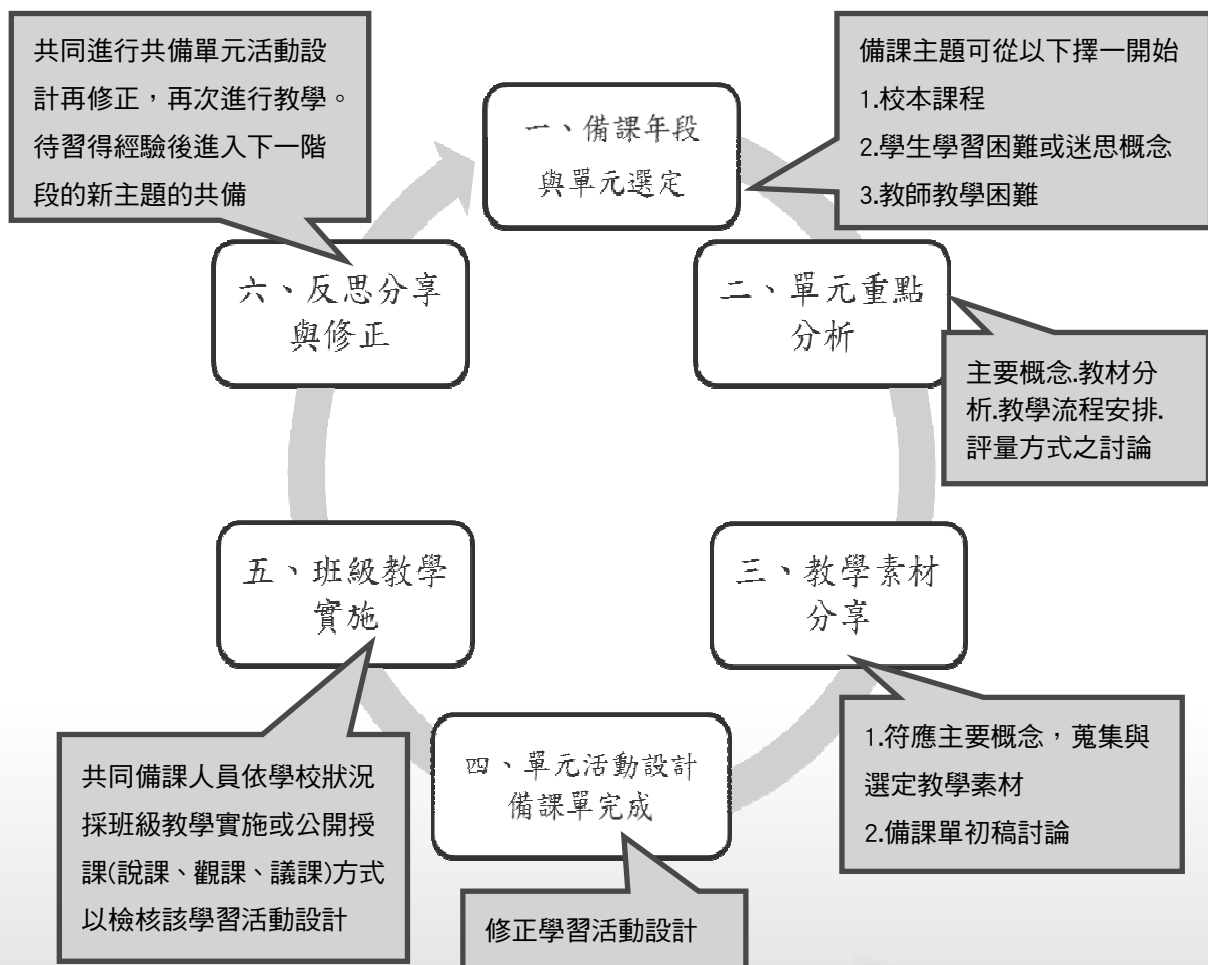 共同進行共備單元活動設
計再修正，再次進行教學。
待習得經驗後進入下一階
段的新主題的共備
一、備課年段
與單元選定
備課主題可從以下擇一開始
1.校本課程
2.學生學習困難或迷思概念
3.教師教學困難
六、反思分享
與修正
二、單元重點
分析
主要概念.教材分
析.教學流程安排.
評量方式之討論
五、班級教學
實施
三、教學素材
分享
共同備課人員依學校狀況
採班級教學實施或公開授
課(說課、觀課、議課)方式
以檢核該學習活動設計
四、單元活動設計
備課單完成
1.符應主要概念，蒐集與
選定教學素材
2.備課單初稿討論
修正學習活動設計